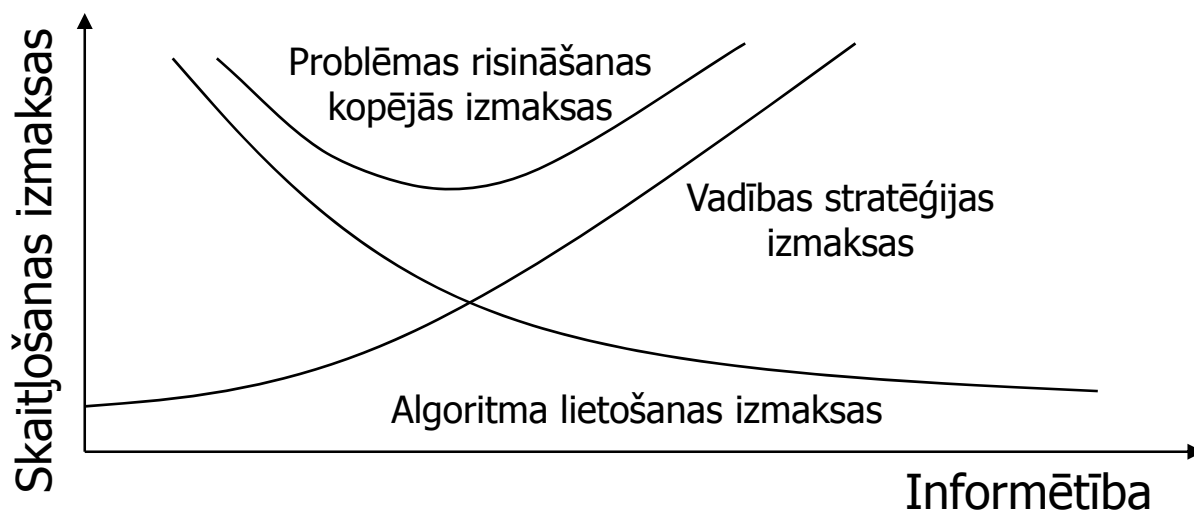 Skaitļošanas izmaksas
Problēmas risināšanas
kopējās izmaksas
Vadības stratēģijas
izmaksas
Algoritma lietošanas izmaksas
Informētība